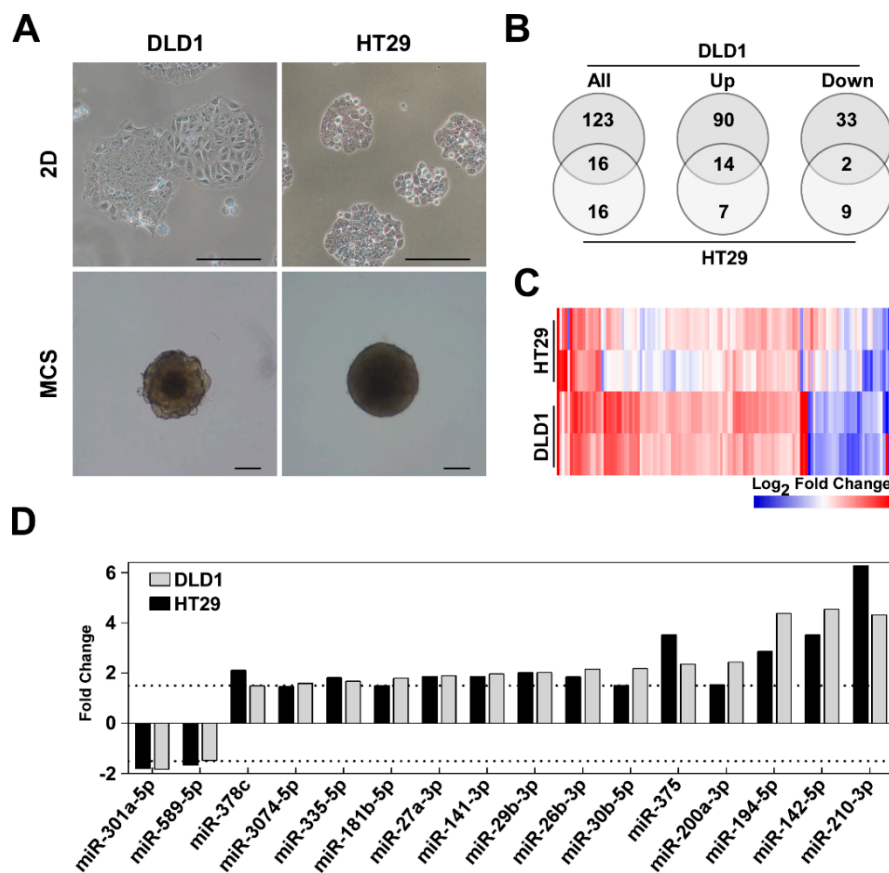 A
DLD1
HT29
2D
MCS
B
DLD1
All
Up
Down
123
90
33
16
14
2
16
7
9
HT29
C
HT29
DLD1
Log2 Fold Change
D
DLD1
HT29
Fold Change
6
4
2
0
-2
miR-301a-5p
miR-589-5p
miR-378c
miR-3074-5p
miR-335-5p
miR-181b-5p
miR-27a-3p
miR-141-3p
miR-29b-3p
miR-26b-3p
miR-30b-5p
miR-375
miR-200a-3p
miR-194-5p
miR-142-5p
miR-210-3p